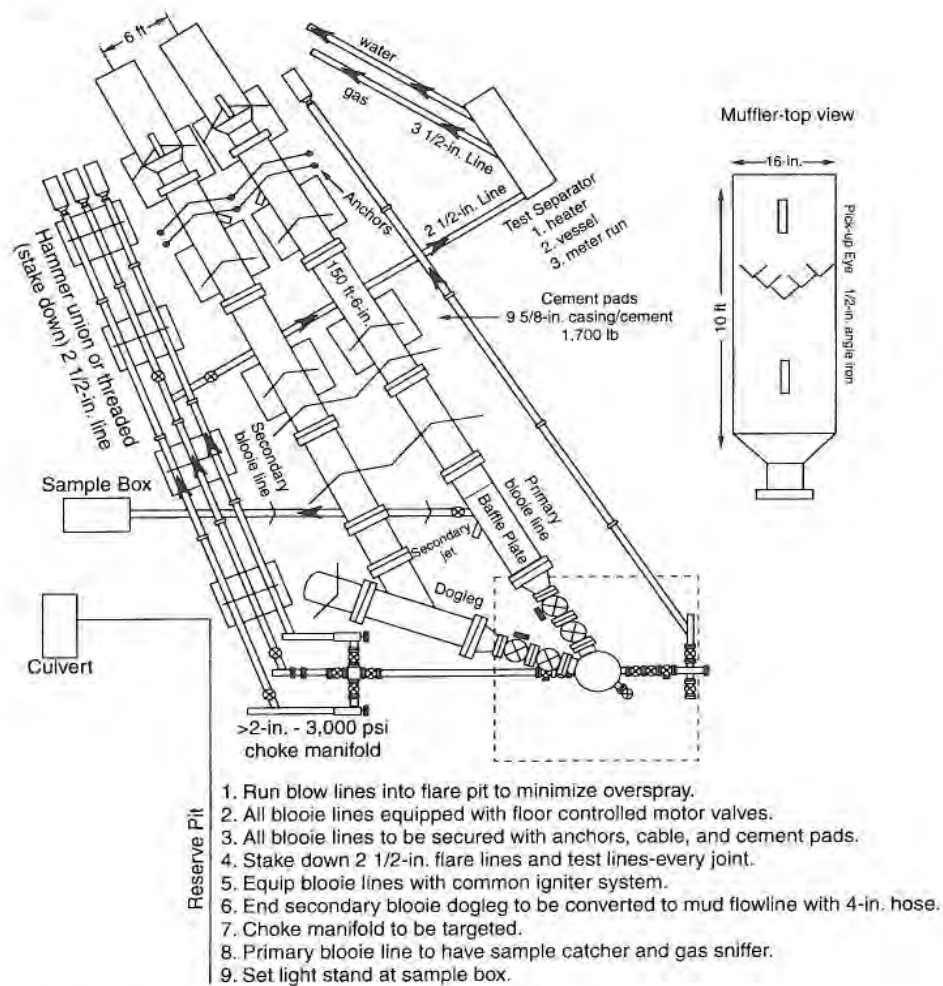 6 ft
water
gas
3 1/2-in. Line
Muffler-top view
16-in.
10 ft
Pick-up Eye 1/2-in. angle iron
Anchors
2 1/2-in. Line
Test Separator
1. heater
2. vessel
3. meter run
Hammer union or threaded
(stake down) 2 1/2-in. line
150 ft-6-in.
Cement pads
9 5/8-in. casing/cement
1,700 lb
Secondary
blooie line
Primary
blooie line
Sample Box
Baffle Plate
Secondary
jet
Dogleg
Culvert
>2-in. - 3,000 psi
choke manifold
Reserve Pit
1. Run blow lines into flare pit to minimize overspray.
2. All blooie lines equipped with floor controlled motor valves.
3. All blooie lines to be secured with anchors, cable, and cement pads.
4. Stake down 2 1/2-in. flare lines and test lines-every joint.
5. Equip blooie lines with common igniter system.
6. End secondary blooie dogleg to be converted to mud flowline with 4-in. hose.
7. Choke manifold to be targeted.
8. Primary blooie line to have sample catcher and gas sniffer.
9. Set light stand at sample box.